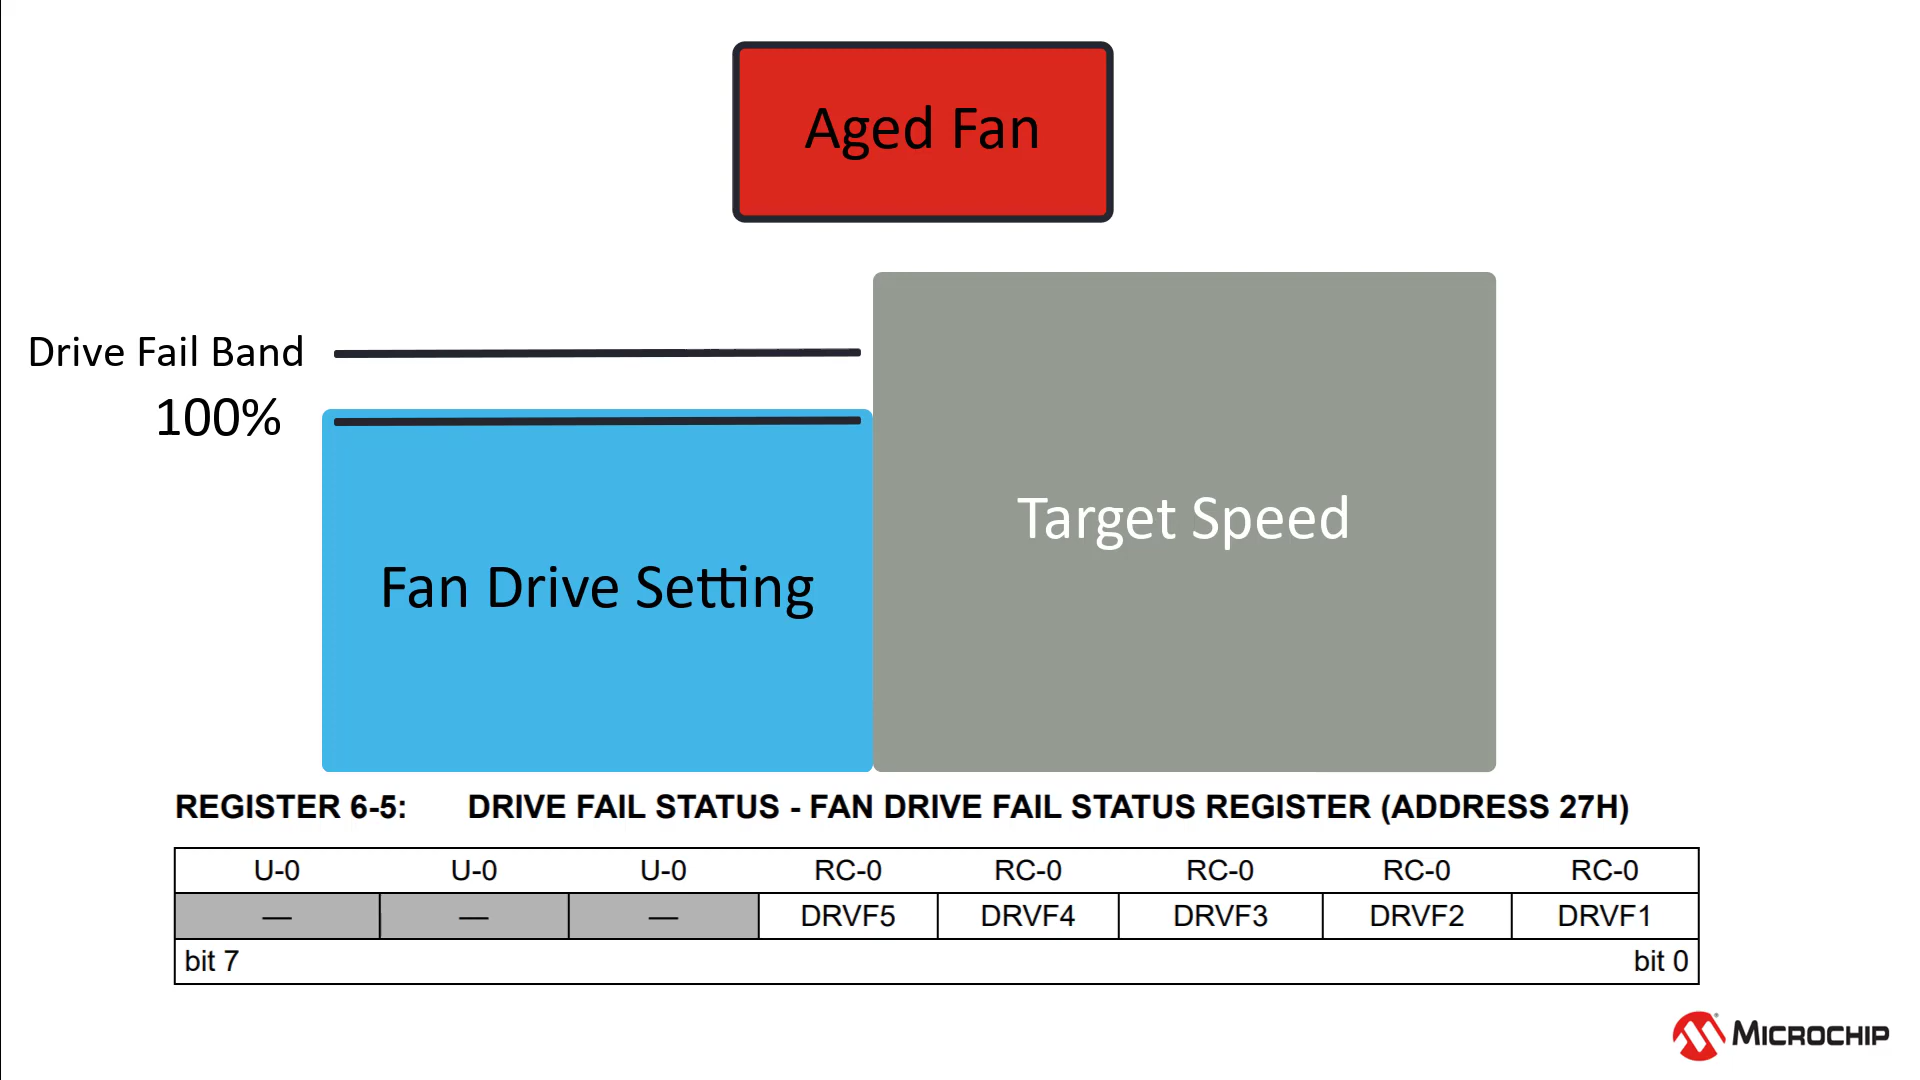 Aged Fan
Drive Fail Band
100%
Target Speed
Fan Drive Setting
REGISTER 6-5: DRIVE FAIL STATUS - FAN DRIVE FAIL STATUS REGISTER (ADDRESS 27H)
U-0 U-0 U-0 RC-0 RC-0 RC-0 RC-0 RC-0
— — — DRVF5 DRVF4 DRVF3 DRVF2 DRVF1
bit 7 bit 0
MICROCHIP